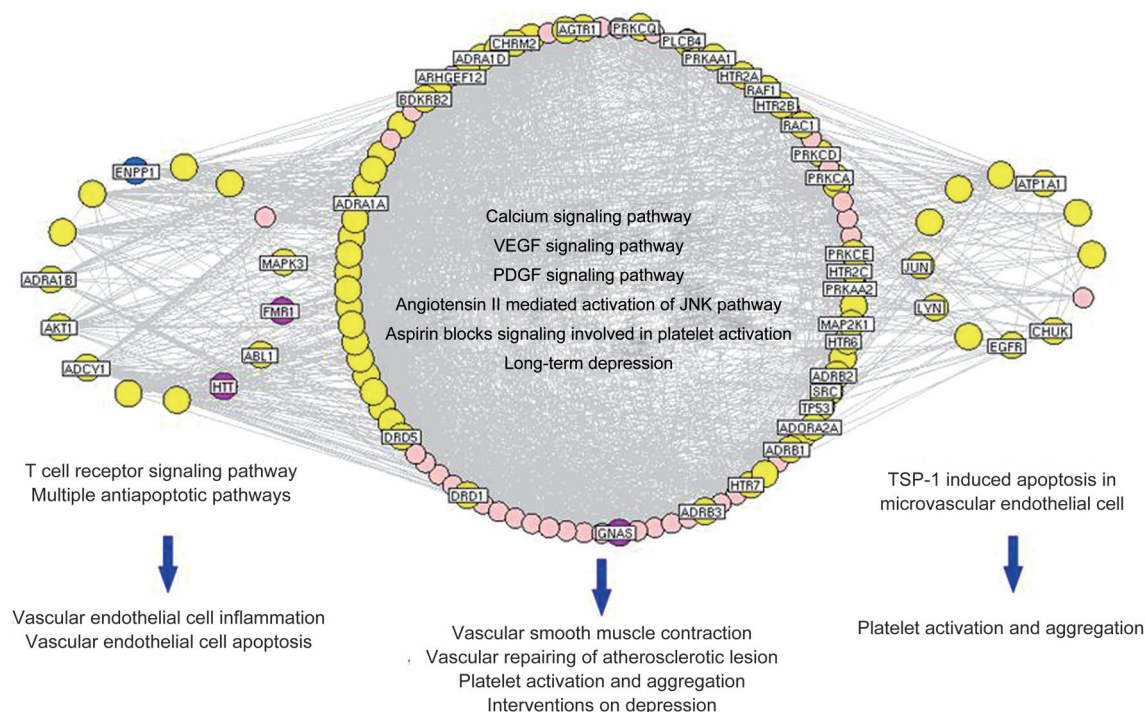 AGTR1
PRKCQ
CHRM2
PLCB4
ADRA1D
PRKAA1
ARHGEF12
HTR2A
RAF1
BDKRB2
HTR2B
RAC1
PRKCD
ENPP1
PRKCA
ATP1A1
ADRA1A
Calcium signaling pathway
VEGF signaling pathway
MAPK3
PRKCE
JUN
ADRA1B
PDGF signaling pathway
HTR2C
PRKAA2
FMR1
Angiotensin II mediated activation of JNK pathway
LYN
AKT1
MAP2K1
CHUK
Aspirin blocks signaling involved in platelet activation
HTR6
EGFR
ABL1
Long-term depression
ADCY1
ADRB2
HTT
SRC
TP53
ADORA2A
DRD5
ADRB1
T cell receptor signaling pathway
Multiple antiapoptotic pathways
HTR7
DRD1
ADRB3
GNAS
TSP-1 induced apoptosis in
microvascular endothelial cell
Vascular endothelial cell inflammation
Vascular endothelial cell apoptosis
Vascular smooth muscle contraction
Vascular repairing of atherosclerotic lesion
Platelet activation and aggregation
Interventions on depression
Platelet activation and aggregation